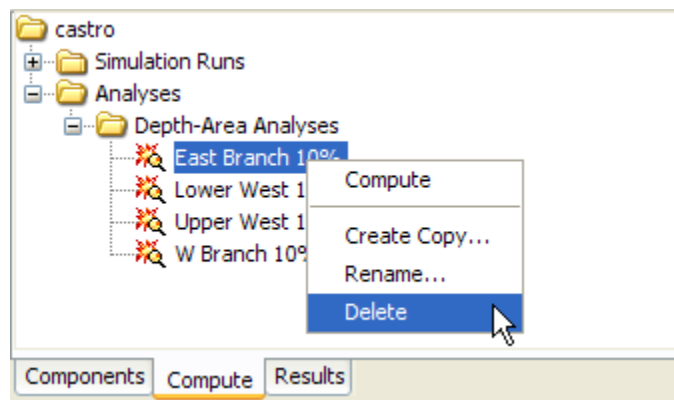 castro
Simulation Runs
Analyses
Depth-Area Analyses
East Branch 10%
Lower West 1
Upper West 1
W Branch 10%
Compute
Create Copy...
Rename...
Delete
Components Compute Results